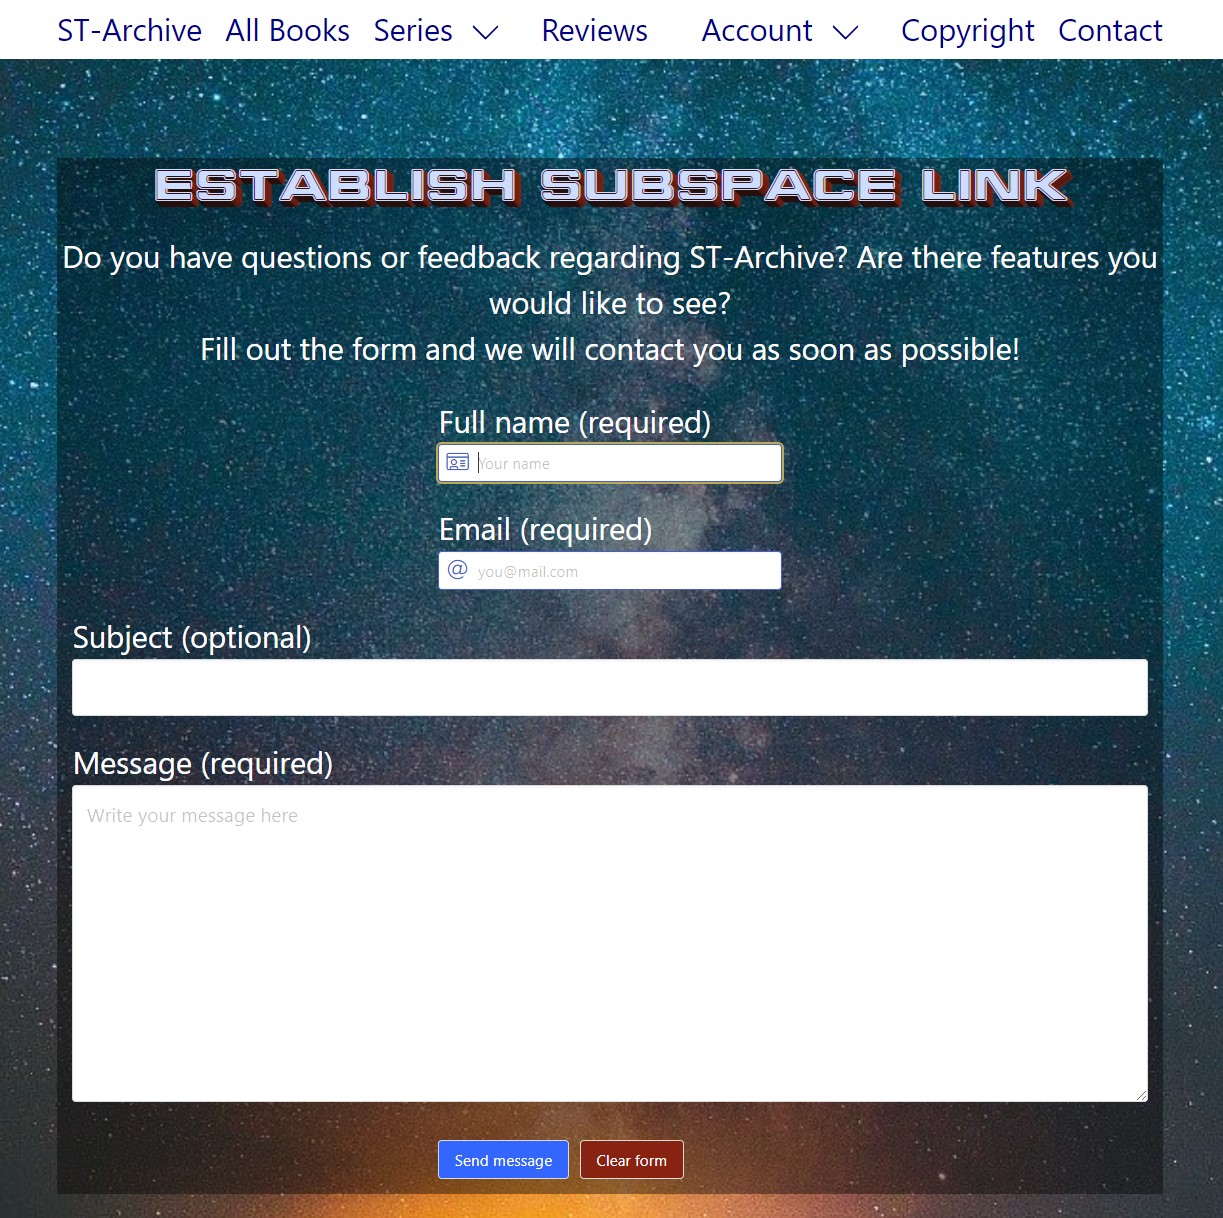 ST-Archive All Books Series Reviews Account Copyright Contact
ESTABLISH SUBSPACE LINK
Do you have questions or feedback regarding ST-Archive? Are there features you
would like to see?
Fill out the form and we will contact you as soon as possible!
Full name (required)
Your name
Email (required)
@ you@mail.com
Subject (optional)
Message (required)
Write your message here
Send message Clear form